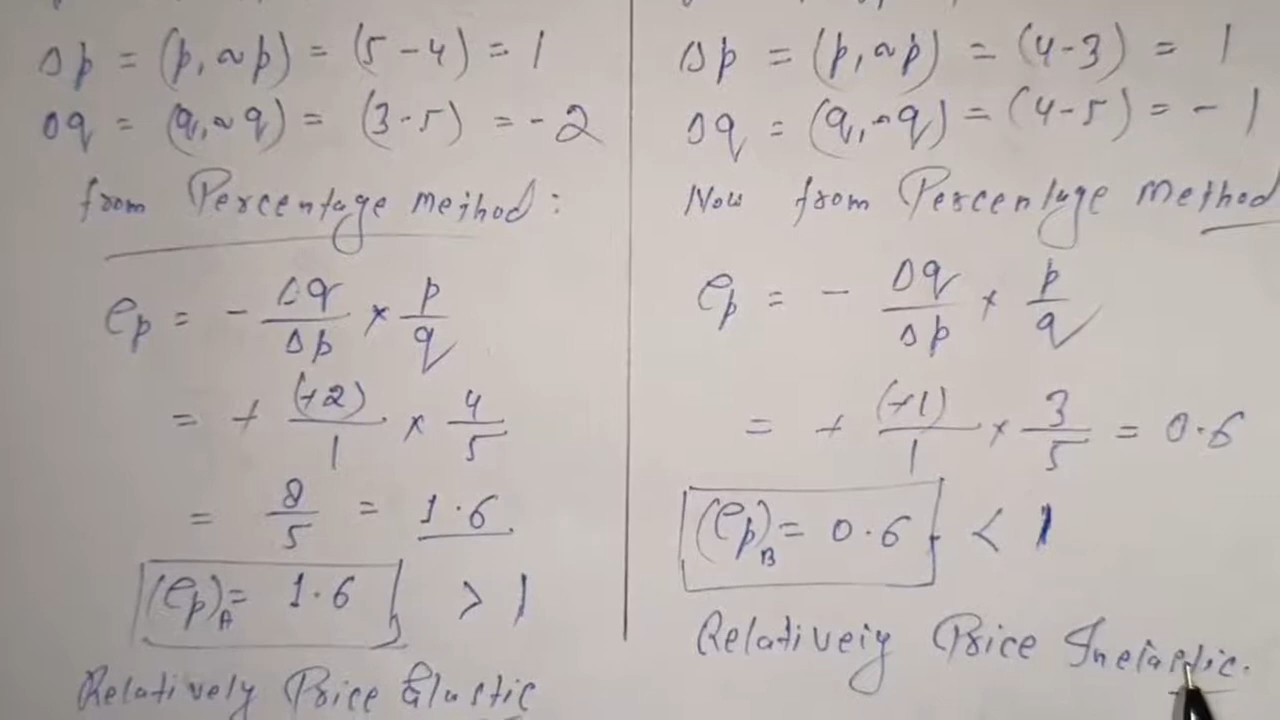 Δp = (p, ~ p) = (5 - 4) = 1
Δq = (q, ~ q) = (3 - 5) = - 2
from Percentage method :
ep = - Δq/Δp × p/q
= + (+2)/1 × 4/5
= 8/5 = 1.6
(ep)A = 1.6 > 1
Relatively Price Elastic
Δp = (p, ~ p) = (4 - 3) = 1
Δq = (q, ~ q) = (4 - 5) = - 1
Now from Percentage method
ep = - Δq/Δp × p/q
= + (+1)/1 × 3/5 = 0.6
(ep)B = 0.6 < 1
Relatively Price Inelastic.